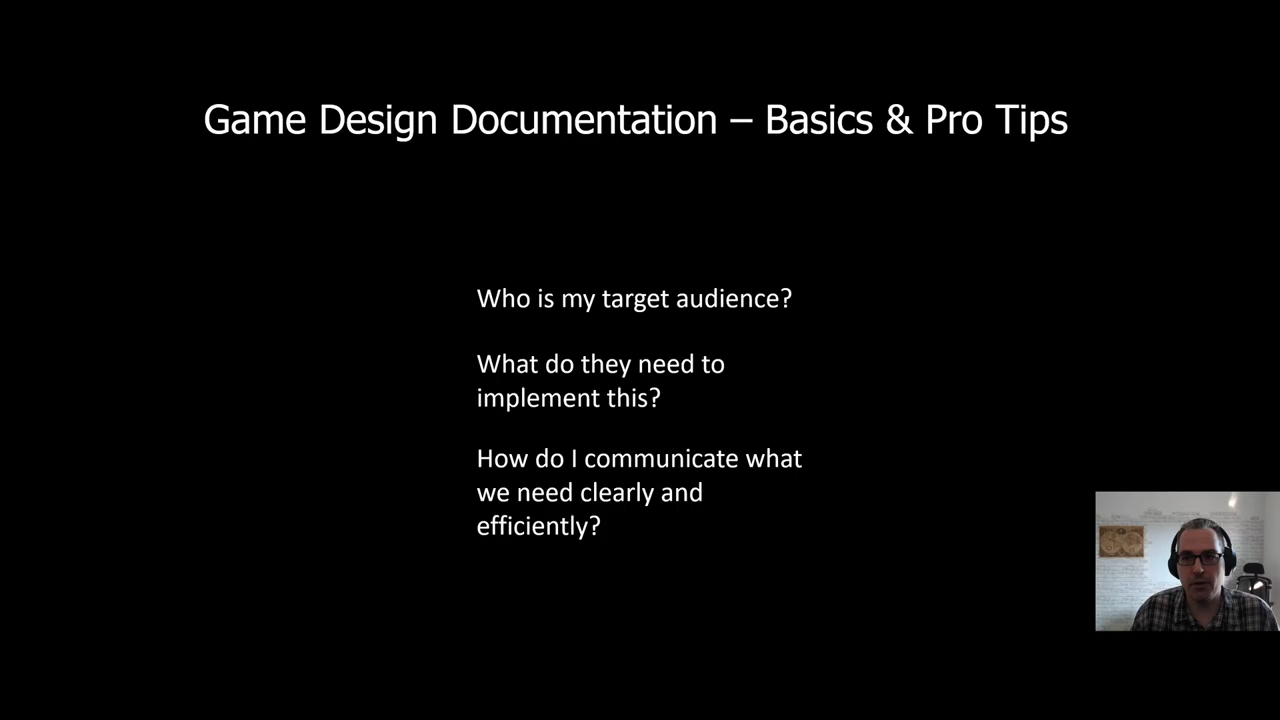 Game Design Documentation – Basics & Pro Tips
Who is my target audience?
What do they need to
implement this?
How do I communicate what
we need clearly and
efficiently?